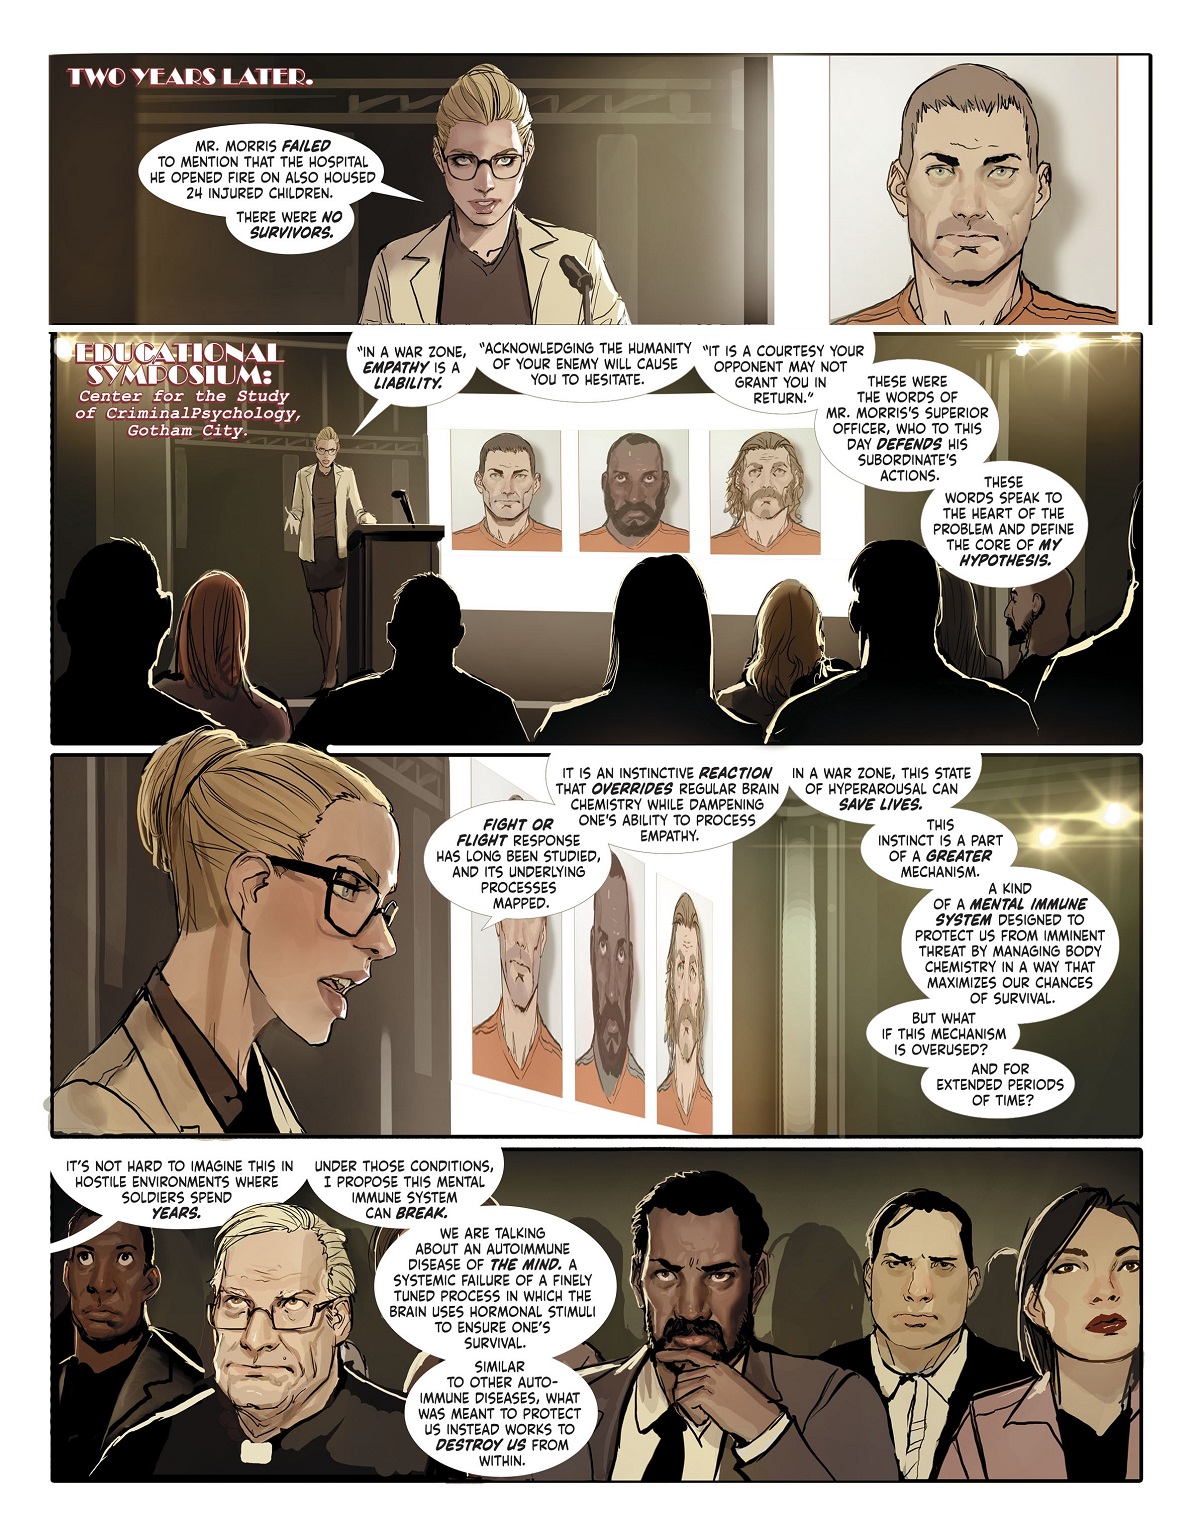 TWO YEARS LATER.
MR. MORRIS FAILED
TO MENTION THAT THE HOSPITAL
HE OPENED FIRE ON ALSO HOUSED
24 INJURED CHILDREN.
THERE WERE NO
SURVIVORS.
EDUCATIONAL
SYMPOSIUM:
Center for the Study
of CriminalPsychology,
Gotham City.
"IN A WAR ZONE,
EMPATHY IS A
LIABILITY.
"ACKNOWLEDGING THE HUMANITY
OF YOUR ENEMY WILL CAUSE
YOU TO HESITATE.
"IT IS A COURTESY YOUR
OPPONENT MAY NOT
GRANT YOU IN
RETURN."
THESE WERE
THE WORDS OF
MR. MORRIS'S SUPERIOR
OFFICER, WHO TO THIS
DAY DEFENDS HIS
SUBORDINATE'S
ACTIONS.
THESE
WORDS SPEAK TO
THE HEART OF THE
PROBLEM AND DEFINE
THE CORE OF MY
HYPOTHESIS.
FIGHT OR
FLIGHT RESPONSE
HAS LONG BEEN STUDIED,
AND ITS UNDERLYING
PROCESSES
MAPPED.
IT IS AN INSTINCTIVE REACTION
THAT OVERRIDES REGULAR BRAIN
CHEMISTRY WHILE DAMPENING
ONE'S ABILITY TO PROCESS
EMPATHY.
IN A WAR ZONE, THIS STATE
OF HYPERAROUSAL CAN
SAVE LIVES.
THIS
INSTINCT IS A PART
OF A GREATER
MECHANISM.
A KIND
OF A MENTAL IMMUNE
SYSTEM DESIGNED TO
PROTECT US FROM IMMINENT
THREAT BY MANAGING BODY
CHEMISTRY IN A WAY THAT
MAXIMIZES OUR CHANCES
OF SURVIVAL.
BUT WHAT
IF THIS MECHANISM
IS OVERUSED?
AND FOR
EXTENDED PERIODS
OF TIME?
IT'S NOT HARD TO IMAGINE THIS IN
HOSTILE ENVIRONMENTS WHERE
SOLDIERS SPEND
YEARS.
UNDER THOSE CONDITIONS,
I PROPOSE THIS MENTAL
IMMUNE SYSTEM
CAN BREAK.
WE ARE TALKING
ABOUT AN AUTOIMMUNE
DISEASE OF THE MIND. A
SYSTEMIC FAILURE OF A FINELY
TUNED PROCESS IN WHICH THE
BRAIN USES HORMONAL STIMULI
TO ENSURE ONE'S
SURVIVAL.
SIMILAR
TO OTHER AUTO-
IMMUNE DISEASES, WHAT
WAS MEANT TO PROTECT
US INSTEAD WORKS TO
DESTROY US FROM
WITHIN.